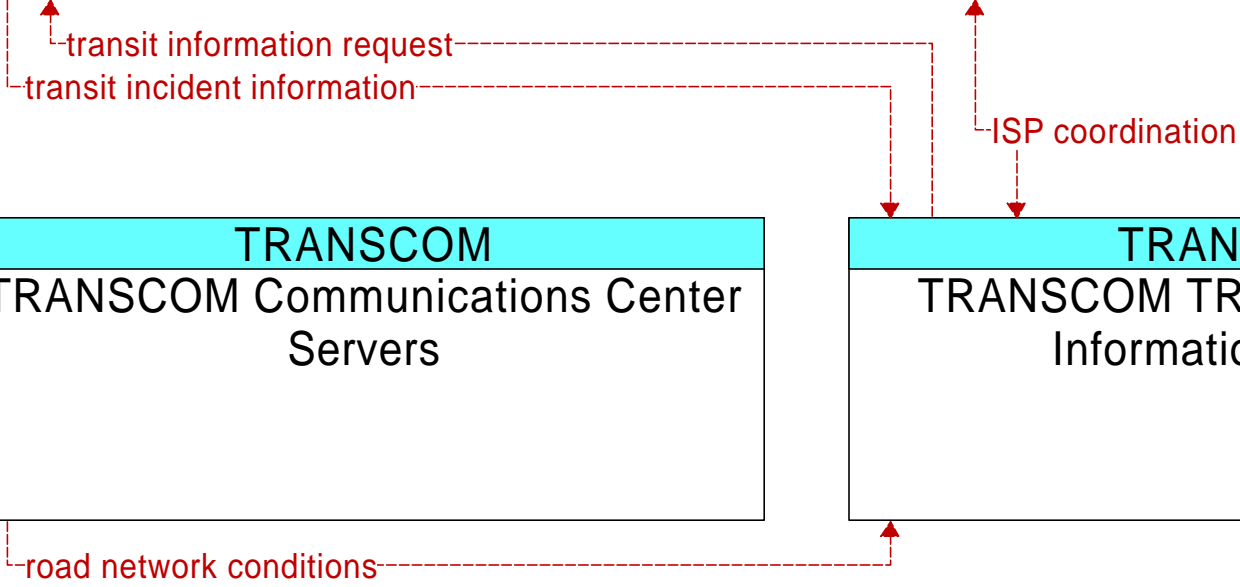 transit information request
transit incident information
ISP coordination
TRANSCOM
TRANSCOM Communications Center
Servers
TRAN
TRANSCOM TR
Informatio
road network conditions